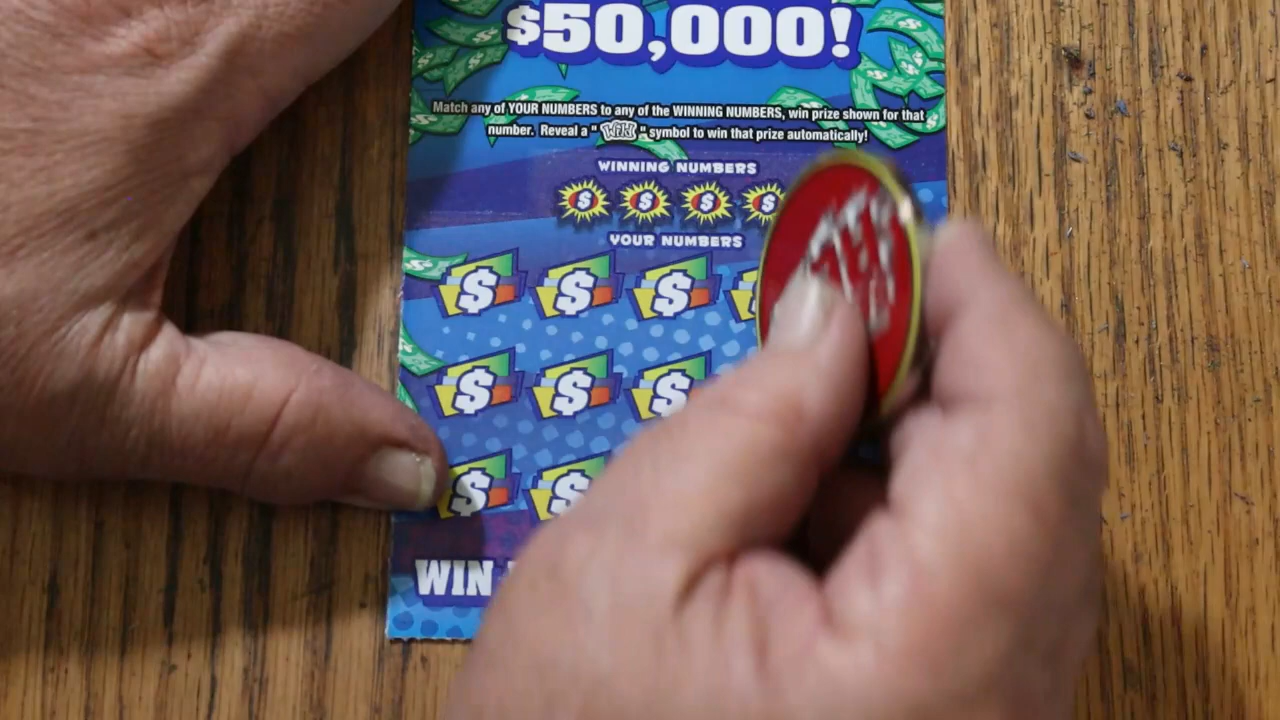 $50,000!
Match any of YOUR NUMBERS to any of the WINNING NUMBERS, win prize shown for that
number. Reveal a "Wild" symbol to win that prize automatically!
WINNING NUMBERS
$ $ $ $
YOUR NUMBERS
$ $ $
$ $ $
$ $
WIN